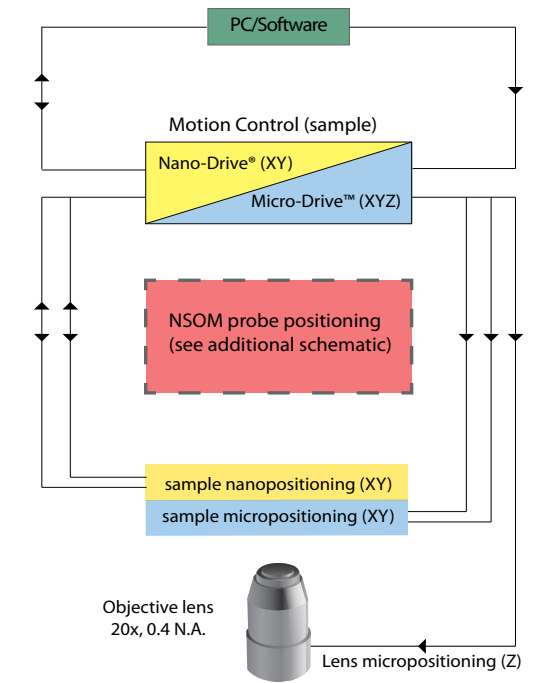 PC/Software
Motion Control (sample)
Nano-Drive® (XY)
Micro-Drive™ (XYZ)
NSOM probe positioning
(see additional schematic)
sample nanopositioning (XY)
sample micropositioning (XY)
Objective lens
20x, 0.4 N.A.
Lens micropositioning (Z)